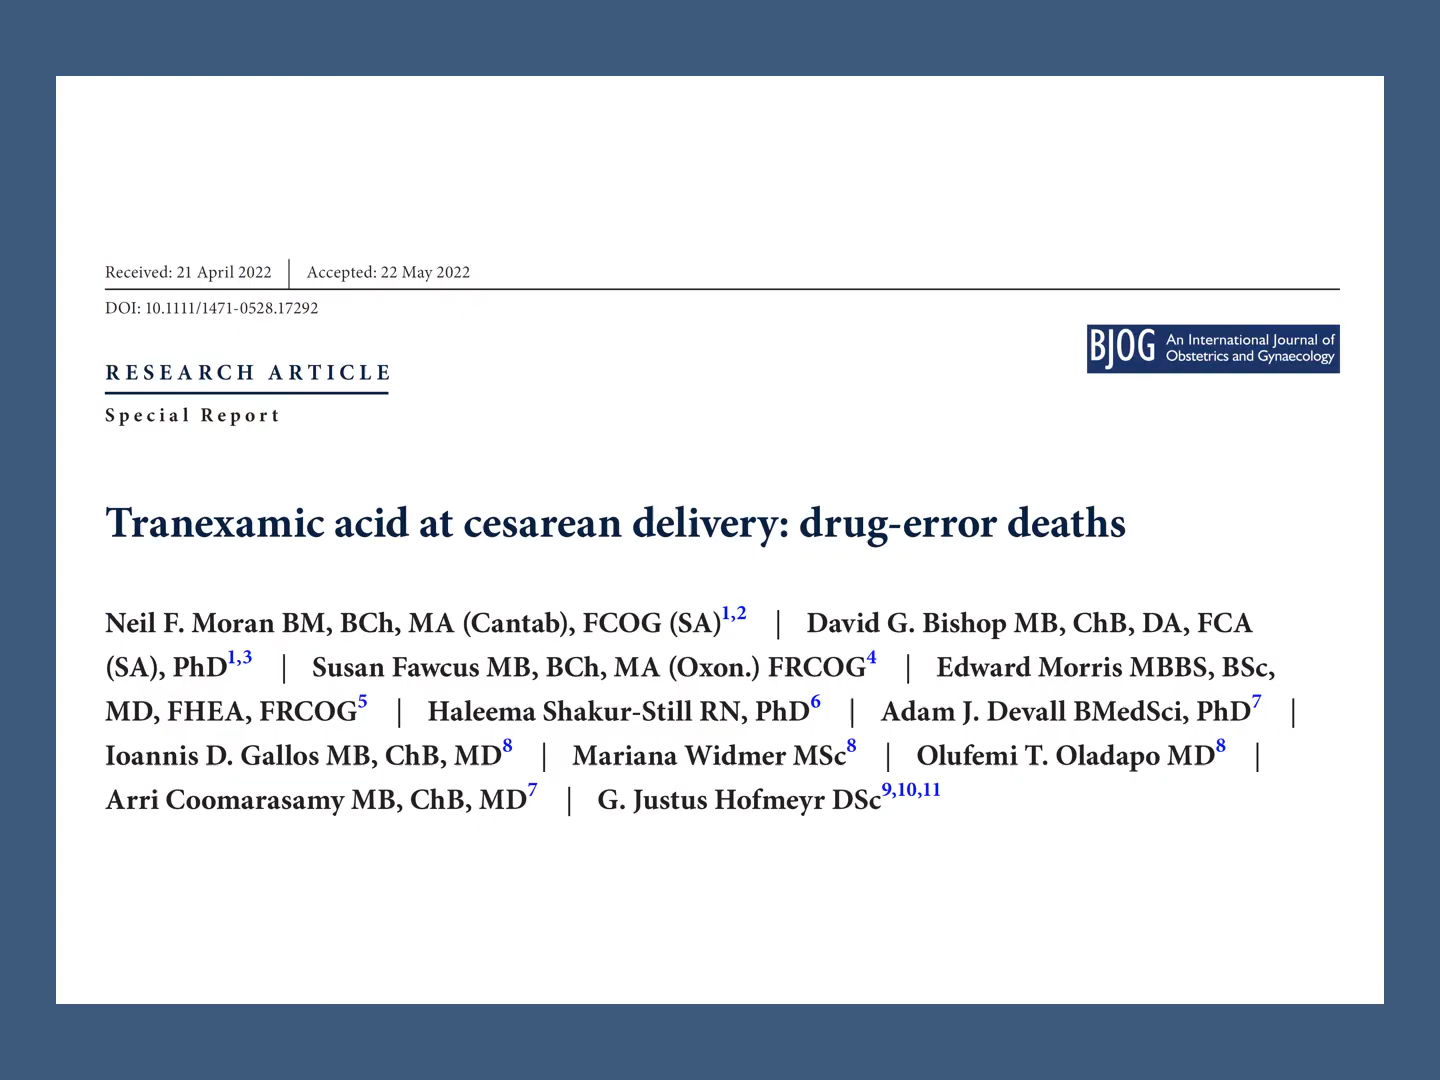 Received: 21 April 2022 | Accepted: 22 May 2022
DOI: 10.1111/1471-0528.17292
BJOG An International Journal of
Obstetrics and Gynaecology
RESEARCH ARTICLE
Special Report
Tranexamic acid at cesarean delivery: drug-error deaths
Neil F. Moran BM, BCh, MA (Cantab), FCOG (SA)1,2 | David G. Bishop MB, ChB, DA, FCA
(SA), PhD1,3 | Susan Fawcus MB, BCh, MA (Oxon.) FRCOG4 | Edward Morris MBBS, BSc,
MD, FHEA, FRCOG5 | Haleema Shakur-Still RN, PhD6 | Adam J. Devall BMedSci, PhD7 |
Ioannis D. Gallos MB, ChB, MD8 | Mariana Widmer MSc8 | Olufemi T. Oladapo MD8 |
Arri Coomarasamy MB, ChB, MD7 | G. Justus Hofmeyr DSc9,10,11